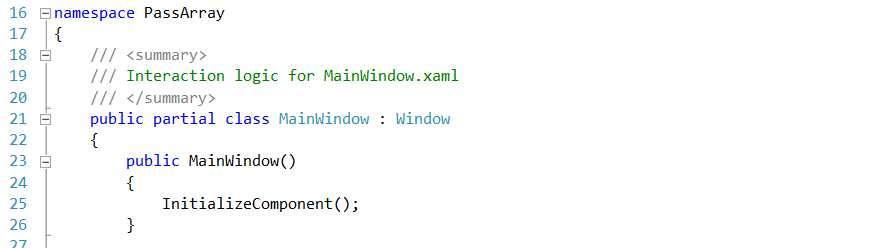 16 namespace PassArray
17 {
18     /// <summary>
19     /// Interaction logic for MainWindow.xaml
20     /// </summary>
21     public partial class MainWindow : Window
22     {
23         public MainWindow()
24         {
25             InitializeComponent();
26         }
27